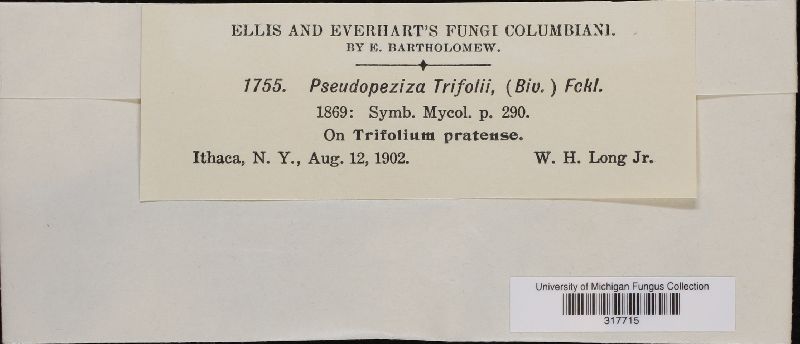 ELLIS AND EVERHART'S FUNGI COLUMBIANI.
BY E. BARTHOLOMEW.
1755. Pseudopeziza Trifolii, (Biv. ) Fckl.
1869: Symb. Mycol. p. 290.
On Trifolium pratense.
Ithaca, N. Y., Aug. 12, 1902. W. H. Long Jr.
University of Michigan Fungus Collection
317715